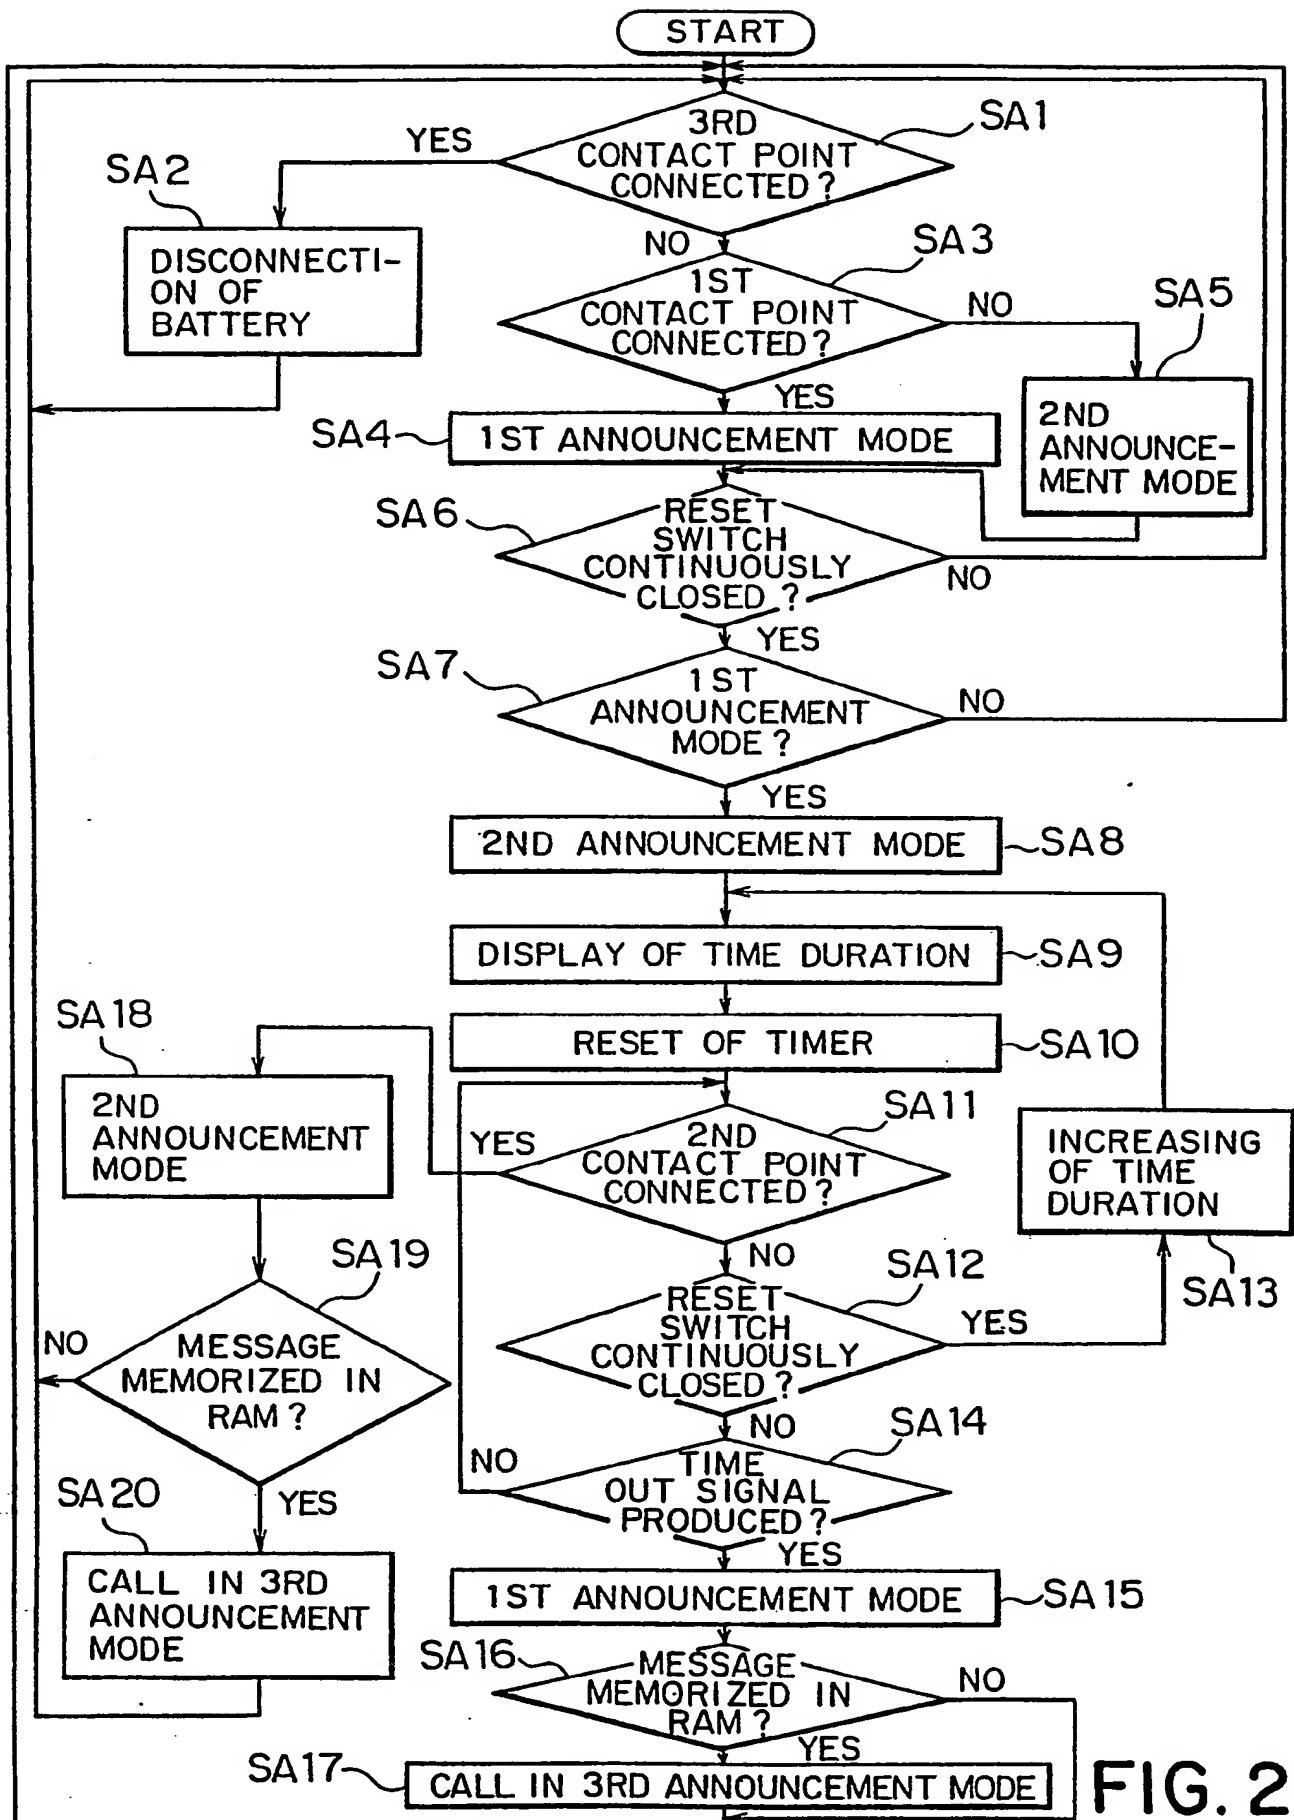 START
3RD
CONTACT POINT
CONNECTED?
SA1
YES
SA2
DISCONNECTI-
ON OF
BATTERY
NO
SA3
1ST
CONTACT POINT
CONNECTED?
NO
SA5
2ND
ANNOUNCE-
MENT MODE
YES
SA4
1ST ANNOUNCEMENT MODE
SA6
RESET
SWITCH
CONTINUOUSLY
CLOSED?
NO
YES
SA7
1ST
ANNOUNCEMENT
MODE?
NO
YES
2ND ANNOUNCEMENT MODE
SA8
DISPLAY OF TIME DURATION
SA9
RESET OF TIMER
SA10
SA11
2ND
CONTACT POINT
CONNECTED?
YES
SA18
2ND
ANNOUNCEMENT
MODE
INCREASING
OF TIME
DURATION
SA13
NO
SA12
RESET
SWITCH
CONTINUOUSLY
CLOSED?
YES
SA19
MESSAGE
MEMORIZED IN
RAM?
NO
YES
SA20
CALL IN 3RD
ANNOUNCEMENT
MODE
NO
SA14
TIME
OUT SIGNAL
PRODUCED?
NO
YES
1ST ANNOUNCEMENT MODE
SA15
SA16
MESSAGE
MEMORIZED IN
RAM?
NO
YES
SA17
CALL IN 3RD ANNOUNCEMENT MODE
FIG. 2